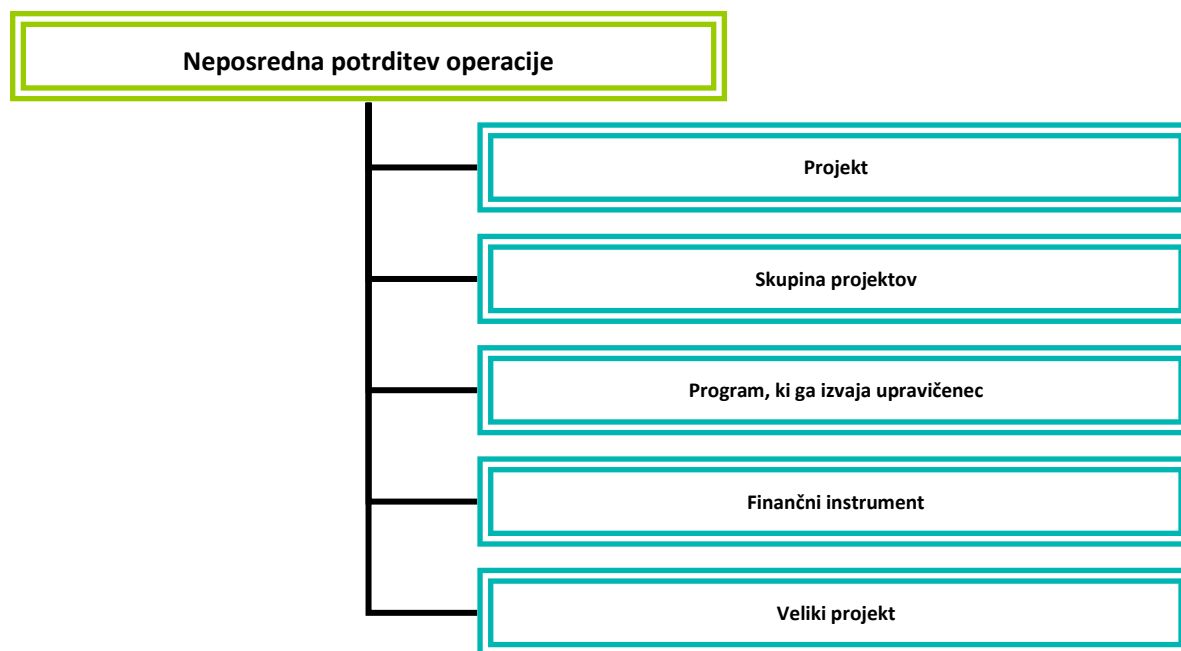 Neposredna potrditev operacije
Projekt
Skupina projektov
Program, ki ga izvaja upravičenec
Finančni instrument
Veliki projekt